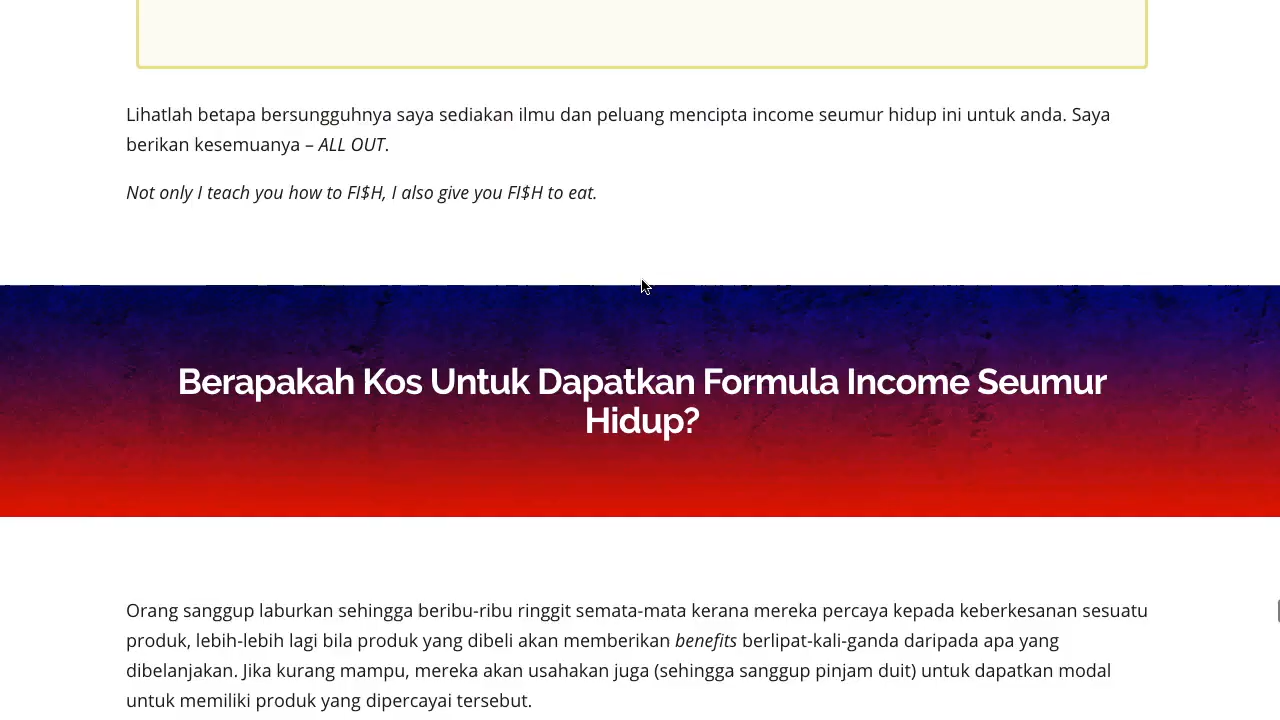 Lihatlah betapa bersungguhnya saya sediakan ilmu dan peluang mencipta income seumur hidup ini untuk anda. Saya
berikan kesemuanya – ALL OUT.
Not only I teach you how to FI$H, I also give you FI$H to eat.
Berapakah Kos Untuk Dapatkan Formula Income Seumur
Hidup?
Orang sanggup laburkan sehingga beribu-ribu ringgit semata-mata kerana mereka percaya kepada keberkesanan sesuatu
produk, lebih-lebih lagi bila produk yang dibeli akan memberikan benefits berlipat-kali-ganda daripada apa yang
dibelanjakan. Jika kurang mampu, mereka akan usahakan juga (sehingga sanggup pinjam duit) untuk dapatkan modal
untuk memiliki produk yang dipercayai tersebut.